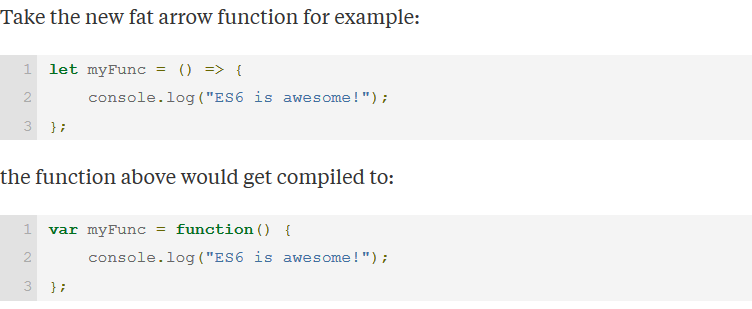 Take the new fat arrow function for example:
1 let myFunc = () => {
2     console.log("ES6 is awesome!");
3 };
the function above would get compiled to:
1 var myFunc = function() {
2     console.log("ES6 is awesome!");
3 };